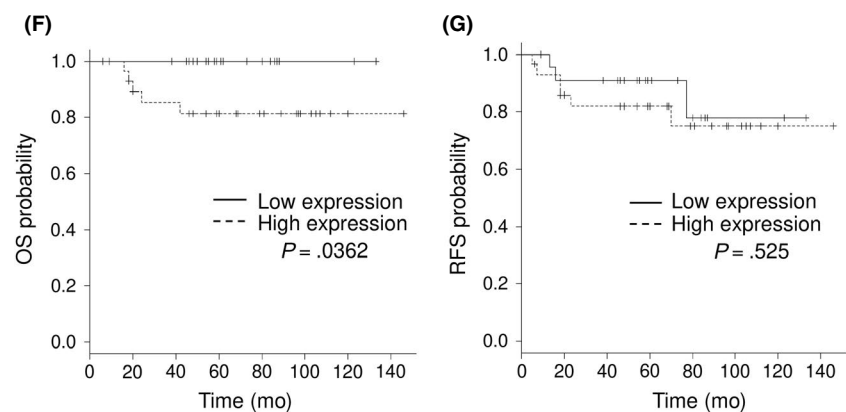 (F)
OS probability
1.0
0.8
0.6
0.4
0.2
0.0
Low expression
High expression
P = .0362
0 20 40 60 80 100 120 140
Time (mo)
(G)
RFS probability
1.0
0.8
0.6
0.4
0.2
0.0
Low expression
High expression
P = .525
0 20 40 60 80 100 120 140
Time (mo)